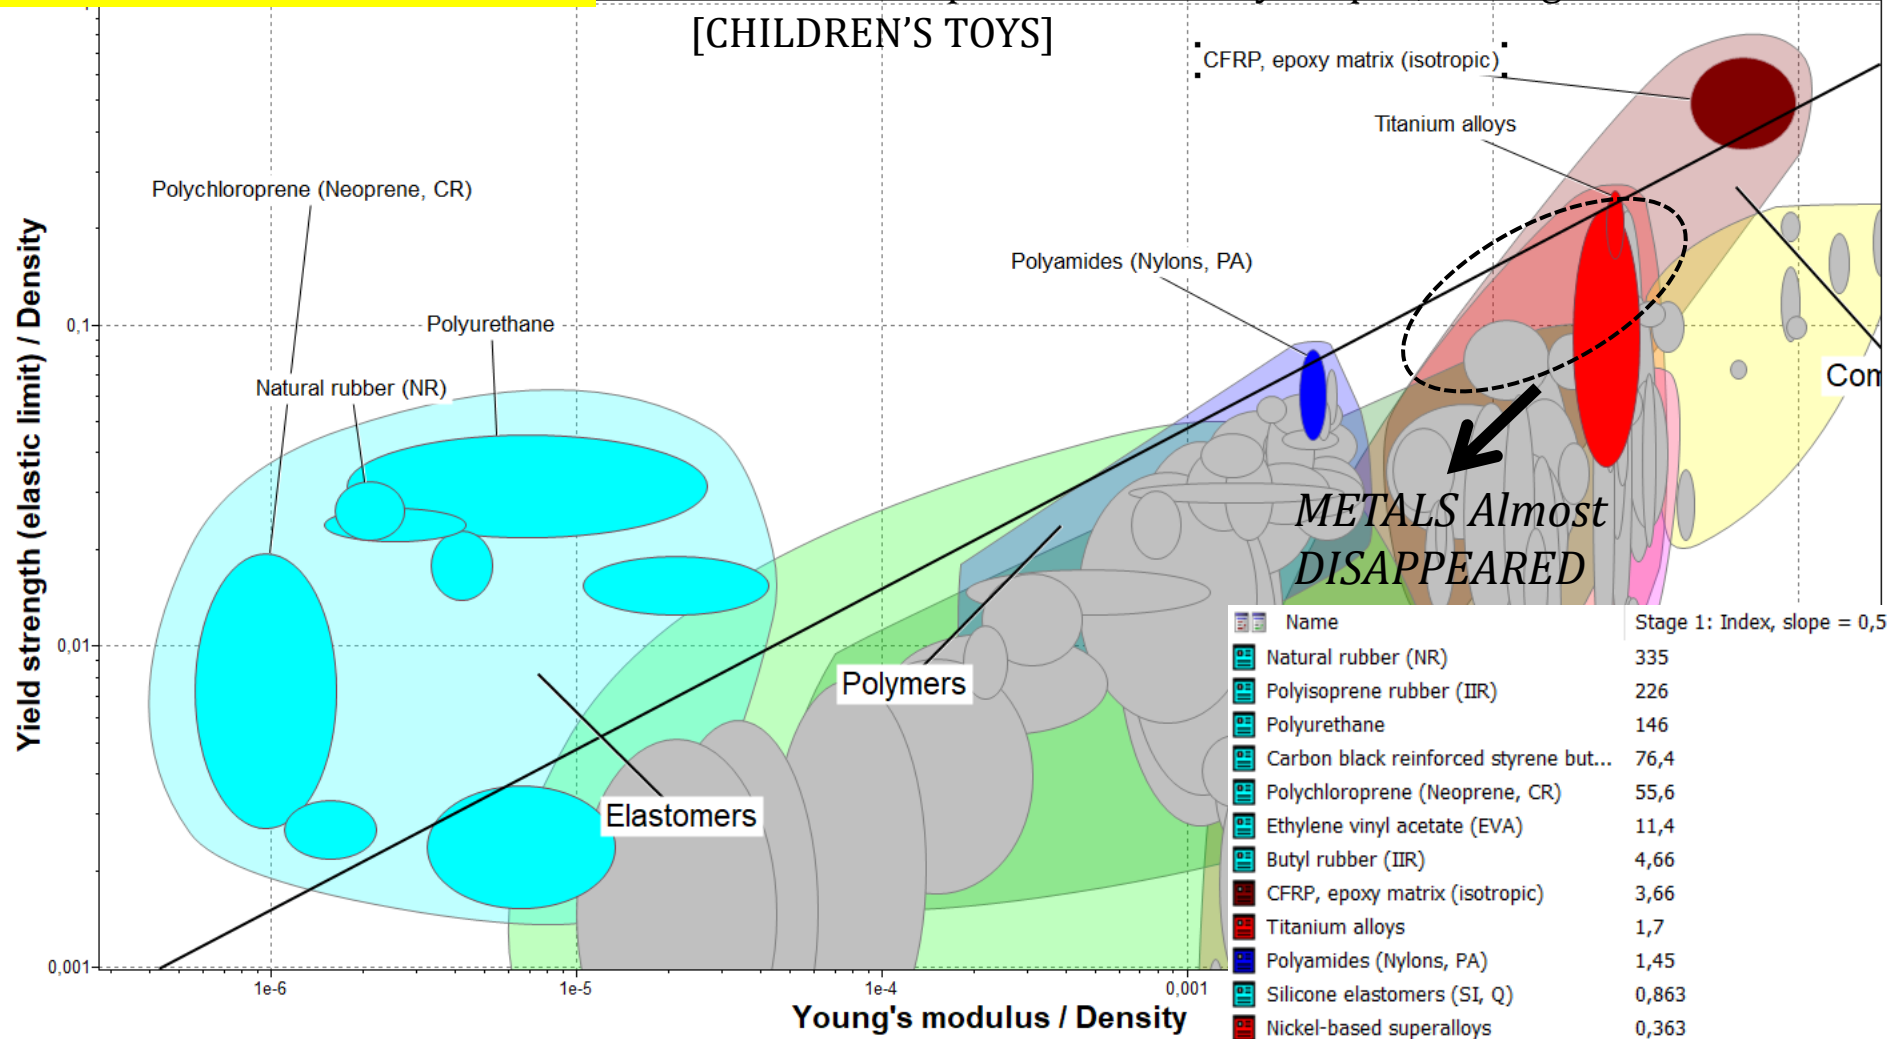 [CHILDREN’S TOYS]
CFRP, epoxy matrix (isotropic)
Titanium alloys
Polychloroprene (Neoprene, CR)
Polyamides (Nylons, PA)
Polyurethane
Natural rubber (NR)
Yield strength (elastic limit) / Density
0,1
0,01
0,001
METALS Almost
DISAPPEARED
Polymers
Elastomers
1e-6
1e-5
1e-4
0,001
Young's modulus / Density
Name Stage 1: Index, slope = 0,5
Natural rubber (NR) 335
Polyisoprene rubber (IIR) 226
Polyurethane 146
Carbon black reinforced styrene but... 76,4
Polychloroprene (Neoprene, CR) 55,6
Ethylene vinyl acetate (EVA) 11,4
Butyl rubber (IIR) 4,66
CFRP, epoxy matrix (isotropic) 3,66
Titanium alloys 1,7
Polyamides (Nylons, PA) 1,45
Silicone elastomers (SI, Q) 0,863
Nickel-based superalloys 0,363